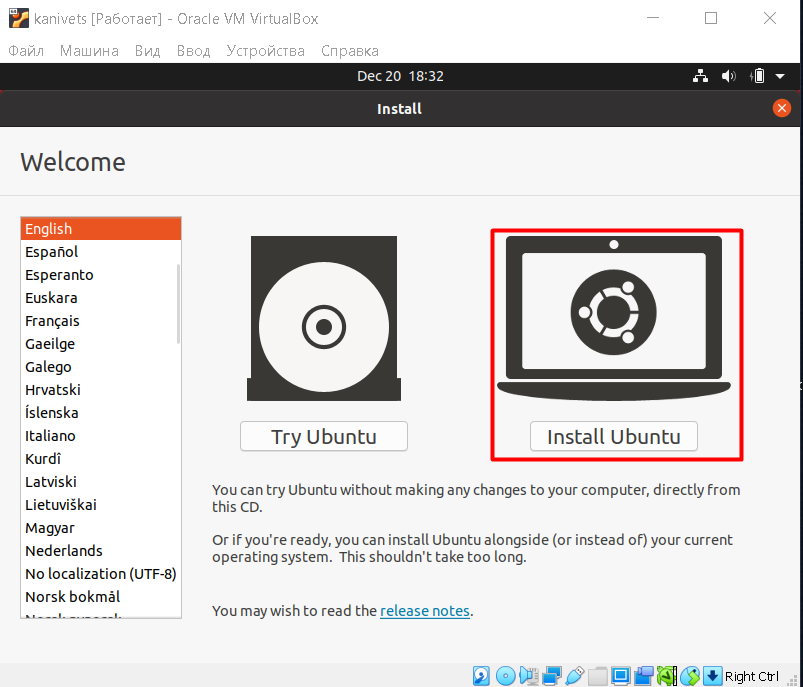 kanivets [Работает] - Oracle VM VirtualBox
Файл Машина Вид Ввод Устройства Справка
Dec 20 18:32
Install
Welcome
English
Español
Esperanto
Euskara
Français
Gaeilge
Galego
Hrvatski
Íslenska
Italiano
Kurdî
Latviski
Lietuviškai
Magyar
Nederlands
No localization (UTF-8)
Norsk bokmål
Try Ubuntu
Install Ubuntu
You can try Ubuntu without making any changes to your computer, directly from
this CD.
Or if you're ready, you can install Ubuntu alongside (or instead of) your current
operating system. This shouldn't take too long.
You may wish to read the release notes.
Right Ctrl